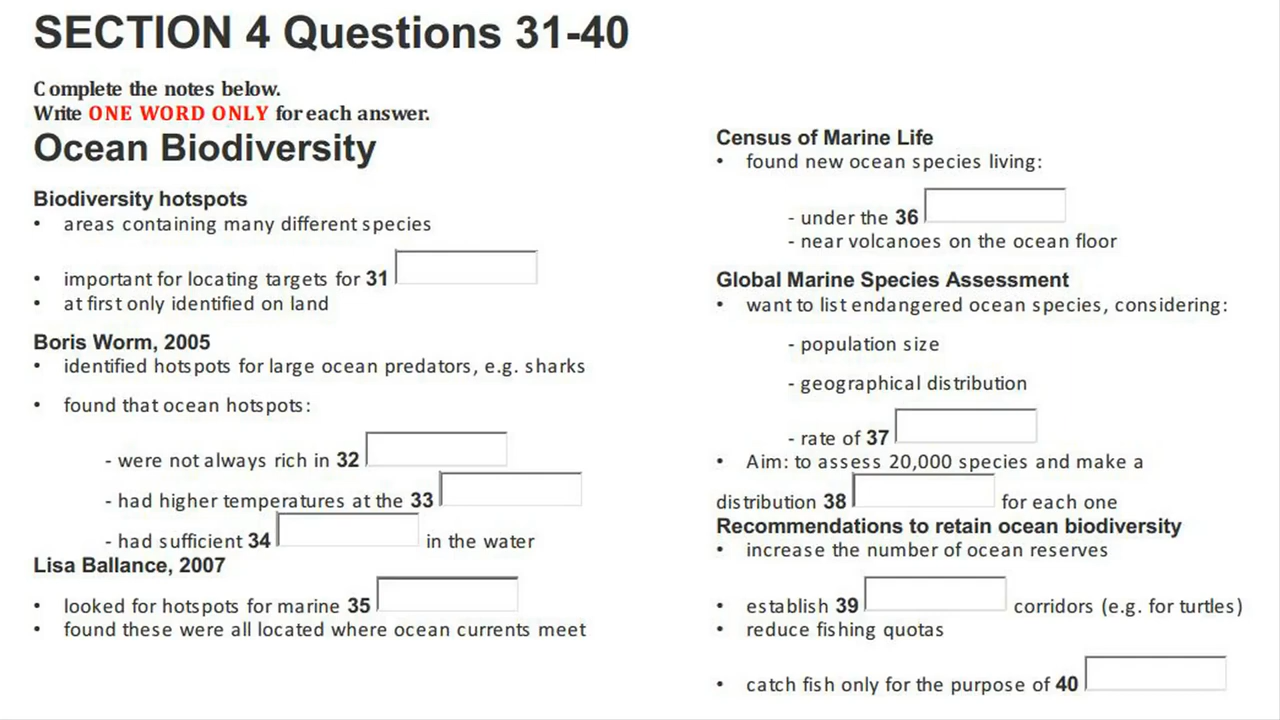 SECTION 4 Questions 31-40
Complete the notes below.
Write ONE WORD ONLY for each answer.
Ocean Biodiversity
Biodiversity hotspots
• areas containing many different species
• important for locating targets for 31
• at first only identified on land
Boris Worm, 2005
• identified hotspots for large ocean predators, e.g. sharks
• found that ocean hotspots:
- were not always rich in 32
- had higher temperatures at the 33
- had sufficient 34 in the water
Lisa Ballance, 2007
• looked for hotspots for marine 35
• found these were all located where ocean currents meet
Census of Marine Life
• found new ocean species living:
- under the 36
- near volcanoes on the ocean floor
Global Marine Species Assessment
• want to list endangered ocean species, considering:
- population size
- geographical distribution
- rate of 37
• Aim: to assess 20,000 species and make a
distribution 38 for each one
Recommendations to retain ocean biodiversity
• increase the number of ocean reserves
• establish 39 corridors (e.g. for turtles)
• reduce fishing quotas
• catch fish only for the purpose of 40